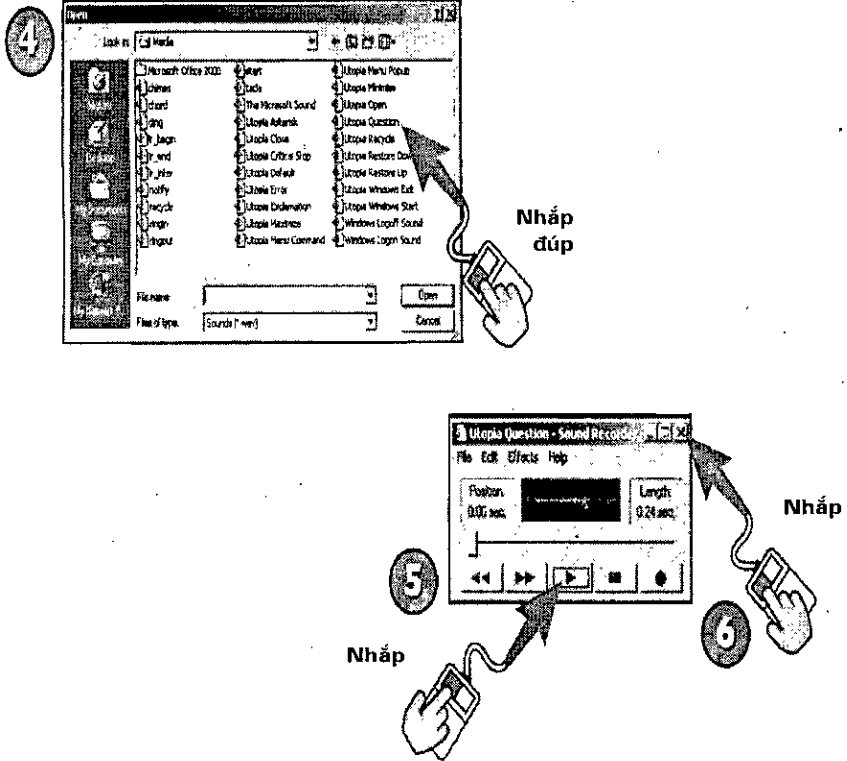 4
Open
Look in: Media
Microsoft Office 2000
chimes
chord
ding
ir_begin
ir_end
ir_inter
notify
recycle
ringin
ringout
start
tada
The Microsoft Sound
Utopia Asterisk
Utopia Close
Utopia Critical Stop
Utopia Default
Utopia Error
Utopia Exclamation
Utopia Maximize
Utopia Menu Command
Utopia Menu Popup
Utopia Minimize
Utopia Open
Utopia Question
Utopia Recycle
Utopia Restore Down
Utopia Restore Up
Utopia Windows Exit
Utopia Windows Start
Windows Logoff Sound
Windows Logon Sound
File name:
Open
Files of type: Sounds (*.wav)
Cancel
Nhắp
đúp
Utopia Question - Sound Recorder
File Edit Effects Help
Position: Length:
0.00 sec. 0.24 sec.
Nhắp
5
6
Nhắp